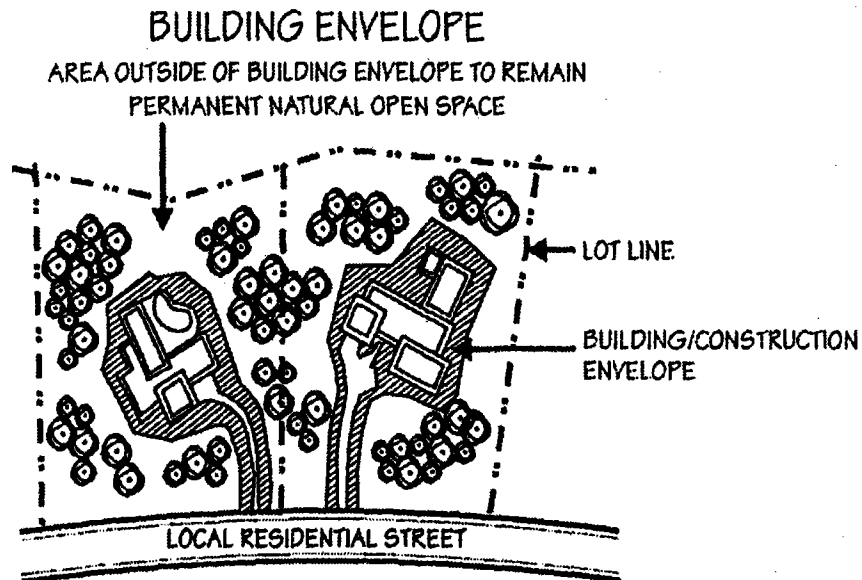 BUILDING ENVELOPE
AREA OUTSIDE OF BUILDING ENVELOPE TO REMAIN
PERMANENT NATURAL OPEN SPACE
LOT LINE
BUILDING/CONSTRUCTION
ENVELOPE
LOCAL RESIDENTIAL STREET